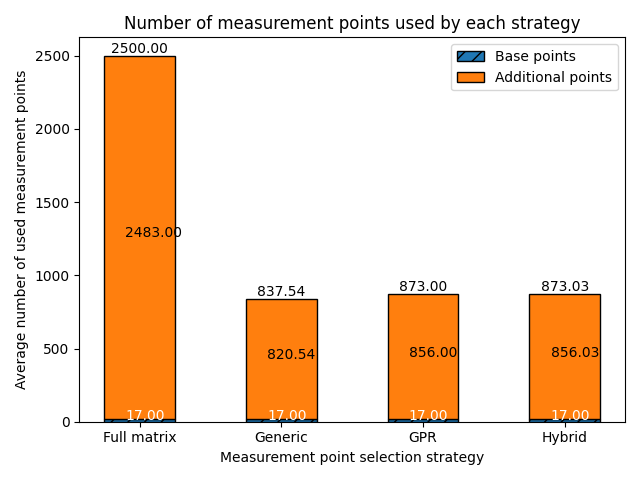 Number of measurement points used by each strategy
Average number of used measurement points
2500
2000
1500
1000
500
0
Base points
Additional points
2500.00
2483.00
17.00
837.54
820.54
17.00
873.00
856.00
17.00
873.03
856.03
17.00
Full matrix
Generic
GPR
Hybrid
Measurement point selection strategy